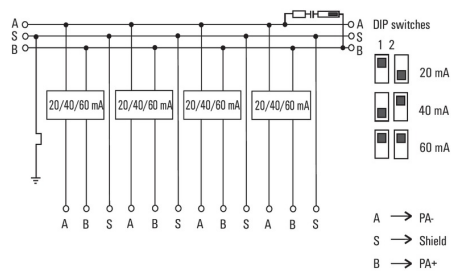 A A DIP switches
S S
B B
1 2
20 mA
20/40/60 mA 20/40/60 mA 20/40/60 mA 20/40/60 mA
40 mA
60 mA
A B S A B S A B S A B S
A → PA-
S → Shield
B → PA+